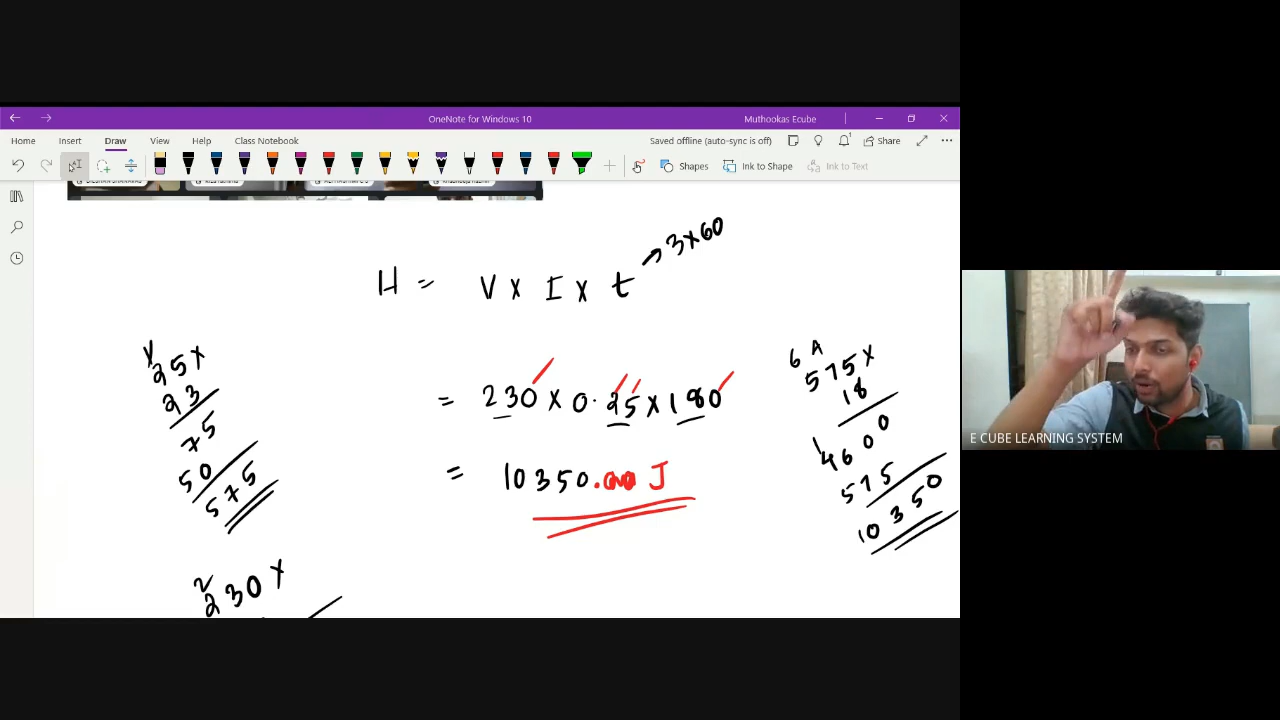 OneNote for Windows 10
Muthookas Ecube
Home Insert Draw View Help Class Notebook
Saved offline (auto-sync is off)
Share
Shapes
Ink to Shape
Ink to Text
H = V x I x t → 3x60
= 230 x 0.25 x 180
= 10350.00 J
25x
23
75
50
575
575x
18
4600
575
10350
230x
E CUBE LEARNING SYSTEM